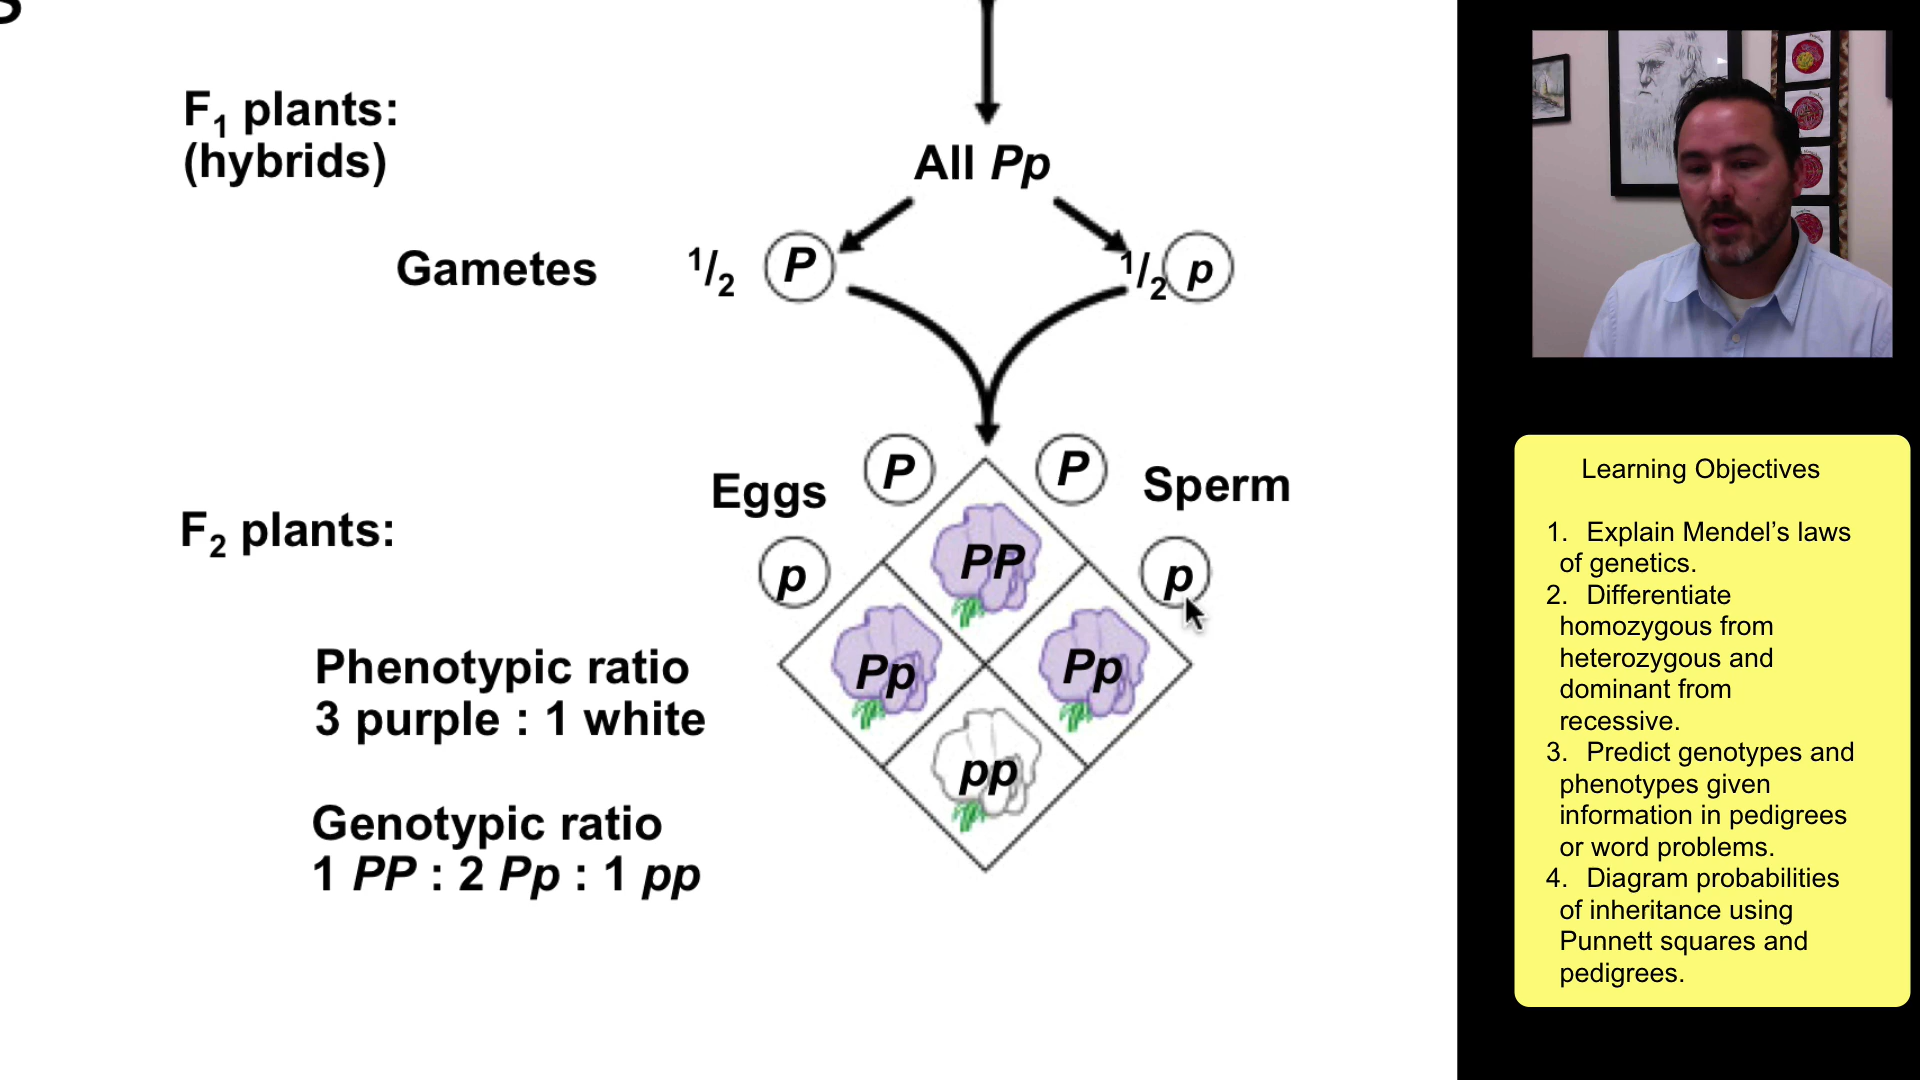 F₁ plants:
(hybrids)
All Pp
Gametes
1/2
P
1/2
p
Eggs
P
P
Sperm
F₂ plants:
p
p
PP
Pp
Pp
pp
Phenotypic ratio
3 purple : 1 white
Genotypic ratio
1 PP : 2 Pp : 1 pp
Learning Objectives
1. Explain Mendel’s laws
of genetics.
2. Differentiate
homozygous from
heterozygous and
dominant from
recessive.
3. Predict genotypes and
phenotypes given
information in pedigrees
or word problems.
4. Diagram probabilities
of inheritance using
Punnett squares and
pedigrees.